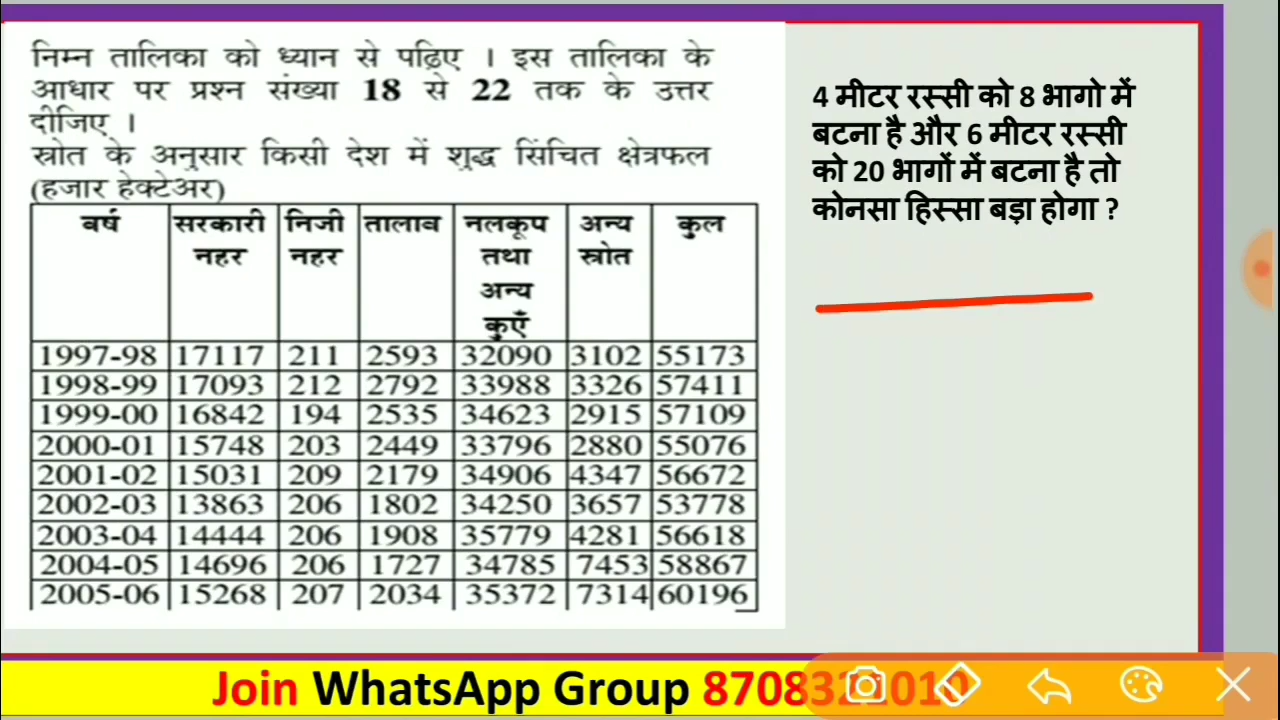 निम्न तालिका को ध्यान से पढ़िए । इस तालिका के
आधार पर प्रश्न संख्या 18 से 22 तक के उत्तर
दीजिए ।
स्रोत के अनुसार किसी देश में शुद्ध सिंचित क्षेत्रफल
(हजार हेक्टेअर)
वर्ष सरकारी नहर निजी नहर तालाब नलकूप तथा अन्य कुएँ अन्य स्रोत कुल
1997-98 17117 211 2593 32090 3102 55173
1998-99 17093 212 2792 33988 3326 57411
1999-00 16842 194 2535 34623 2915 57109
2000-01 15748 203 2449 33796 2880 55076
2001-02 15031 209 2179 34906 4347 56672
2002-03 13863 206 1802 34250 3657 53778
2003-04 14444 206 1908 35779 4281 56618
2004-05 14696 206 1727 34785 7453 58867
2005-06 15268 207 2034 35372 7314 60196
4 मीटर रस्सी को 8 भागो में
बटना है और 6 मीटर रस्सी
को 20 भागों में बटना है तो
कोनसा हिस्सा बड़ा होगा ?
Join WhatsApp Group